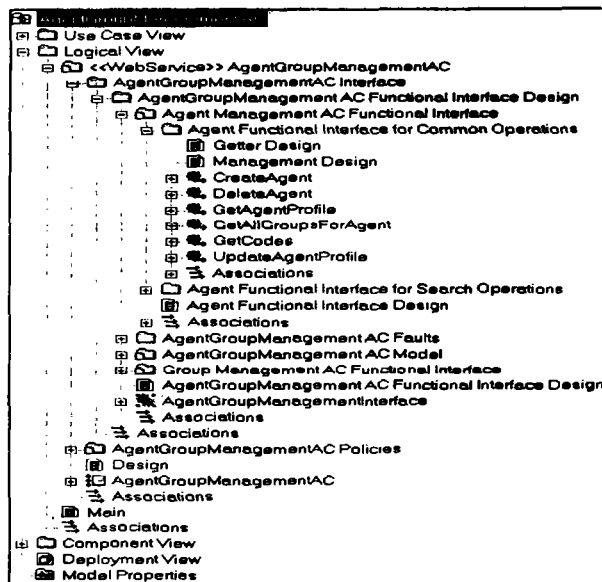 Use Case View
Logical View
<<WebService>> AgentGroupManagementAC
AgentGroupManagementAC Interface
AgentGroupManagement AC Functional Interface Design
Agent Management AC Functional Interface
Agent Functional Interface for Common Operations
Getter Design
Management Design
CreateAgent
DeleteAgent
GetAgentProfile
GetAllGroupsForAgent
GetCodes
UpdateAgentProfile
Associations
Agent Functional Interface for Search Operations
Agent Functional Interface Design
Associations
AgentGroupManagement AC Faults
AgentGroupManagement AC Model
Group Management AC Functional Interface
AgentGroupManagement AC Functional Interface Design
AgentGroupManagementInterface
Associations
Associations
AgentGroupManagementAC Policies
Design
AgentGroupManagementAC
Associations
Main
Associations
Component View
Deployment View
Model Properties